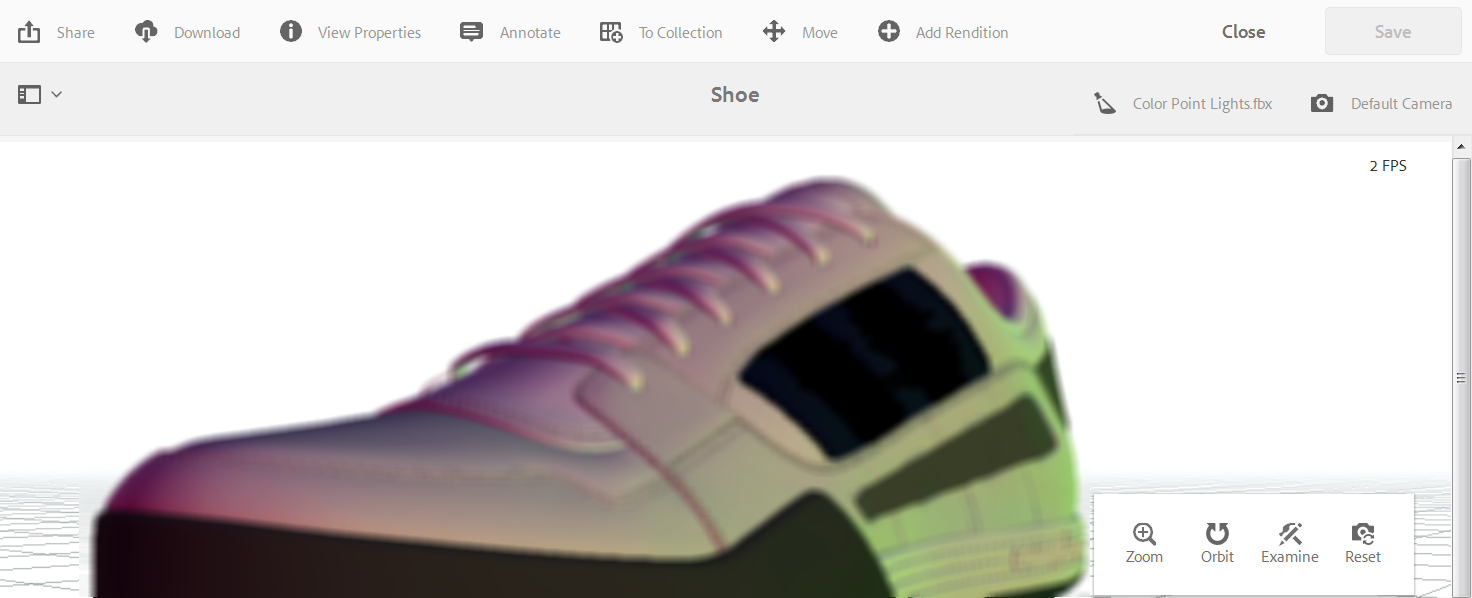 Share Download View Properties Annotate To Collection Move Add Rendition Close Save
Shoe
Color Point Lights.fbx Default Camera
2 FPS
Zoom Orbit Examine Reset